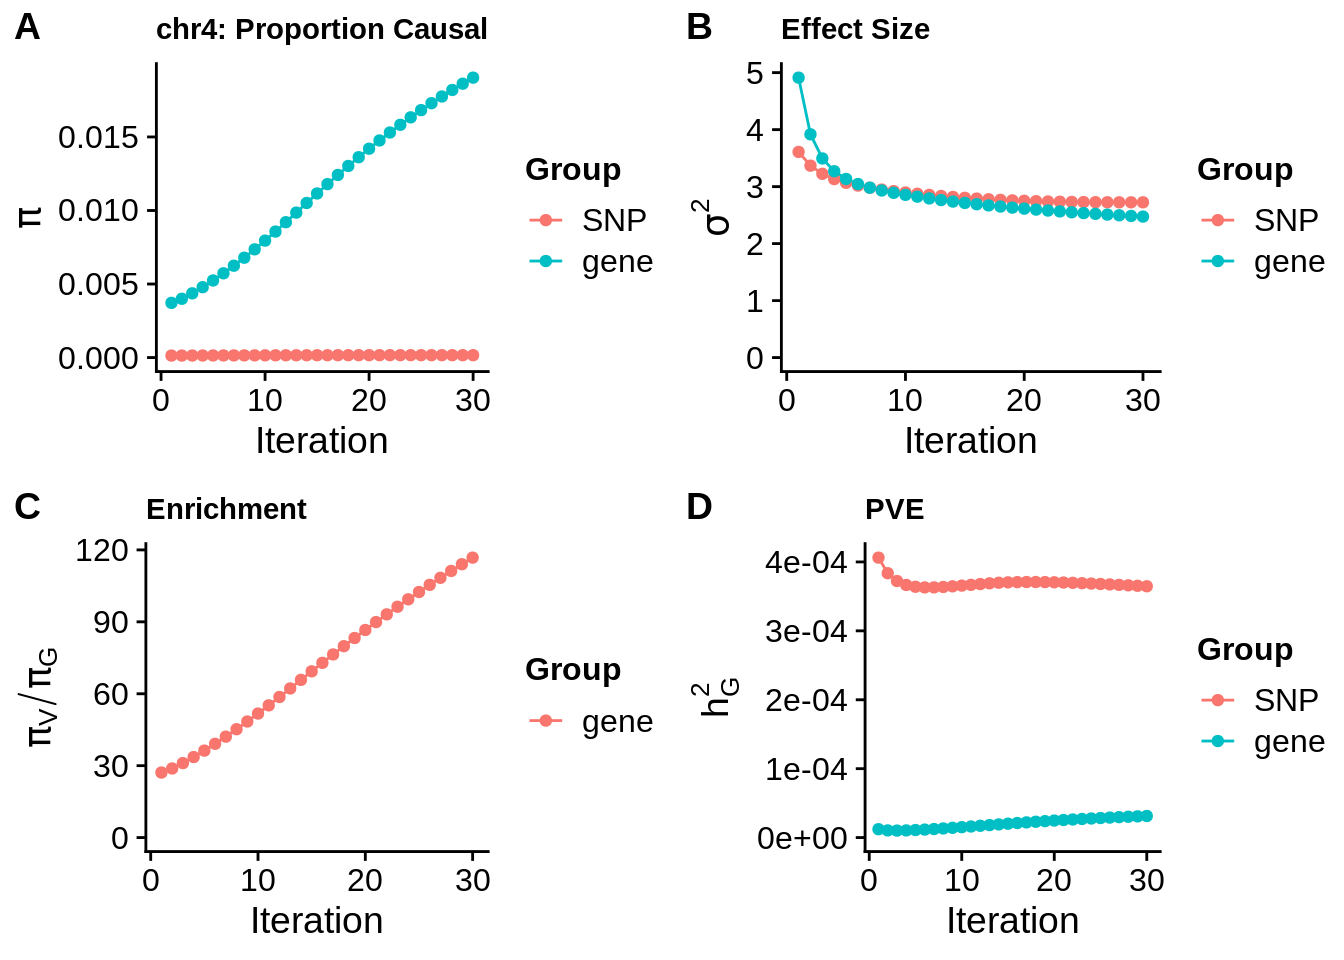 A
chr4: Proportion Causal
π
0.015
0.010
0.005
0.000
0 10 20 30
Iteration
Group
SNP
gene
B
Effect Size
σ²
5
4
3
2
1
0
0 10 20 30
Iteration
Group
SNP
gene
C
Enrichment
π_V/π_G
120
90
60
30
0
0 10 20 30
Iteration
Group
gene
D
PVE
h²_G
4e-04
3e-04
2e-04
1e-04
0e+00
0 10 20 30
Iteration
Group
SNP
gene